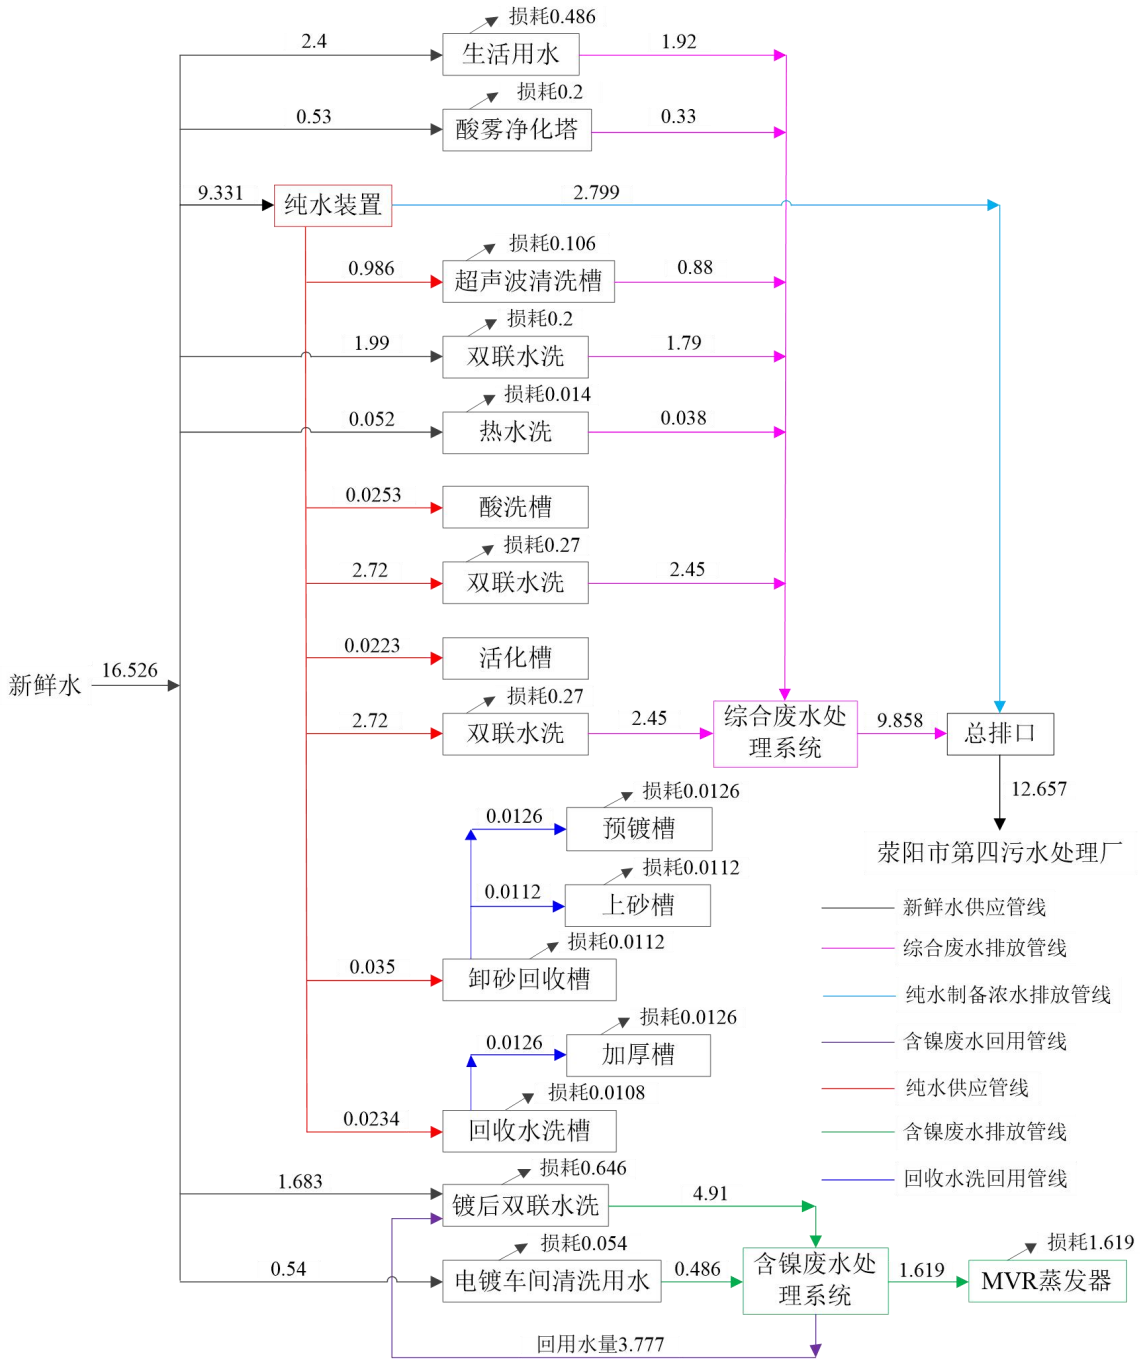 损耗0.486
2.4
生活用水
1.92
损耗0.2
0.53
酸雾净化塔
0.33
9.331
纯水装置
2.799
损耗0.106
0.986
超声波清洗槽
0.88
损耗0.2
1.99
双联水洗
1.79
损耗0.014
0.052
热水洗
0.038
0.0253
酸洗槽
损耗0.27
2.72
双联水洗
2.45
0.0223
活化槽
新鲜水
16.526
损耗0.27
2.72
双联水洗
2.45
综合废水处
理系统
9.858
总排口
12.657
荥阳市第四污水处理厂
损耗0.0126
0.0126
预镀槽
损耗0.0112
0.0112
上砂槽
损耗0.0112
0.035
卸砂回收槽
损耗0.0126
0.0126
加厚槽
损耗0.0108
0.0234
回收水洗槽
新鲜水供应管线
综合废水排放管线
纯水制备浓水排放管线
含镍废水回用管线
纯水供应管线
含镍废水排放管线
回收水洗回用管线
损耗0.646
1.683
镀后双联水洗
4.91
损耗0.054
0.54
电镀车间清洗用水
0.486
含镍废水处
理系统
1.619
损耗1.619
MVR蒸发器
回用水量3.777